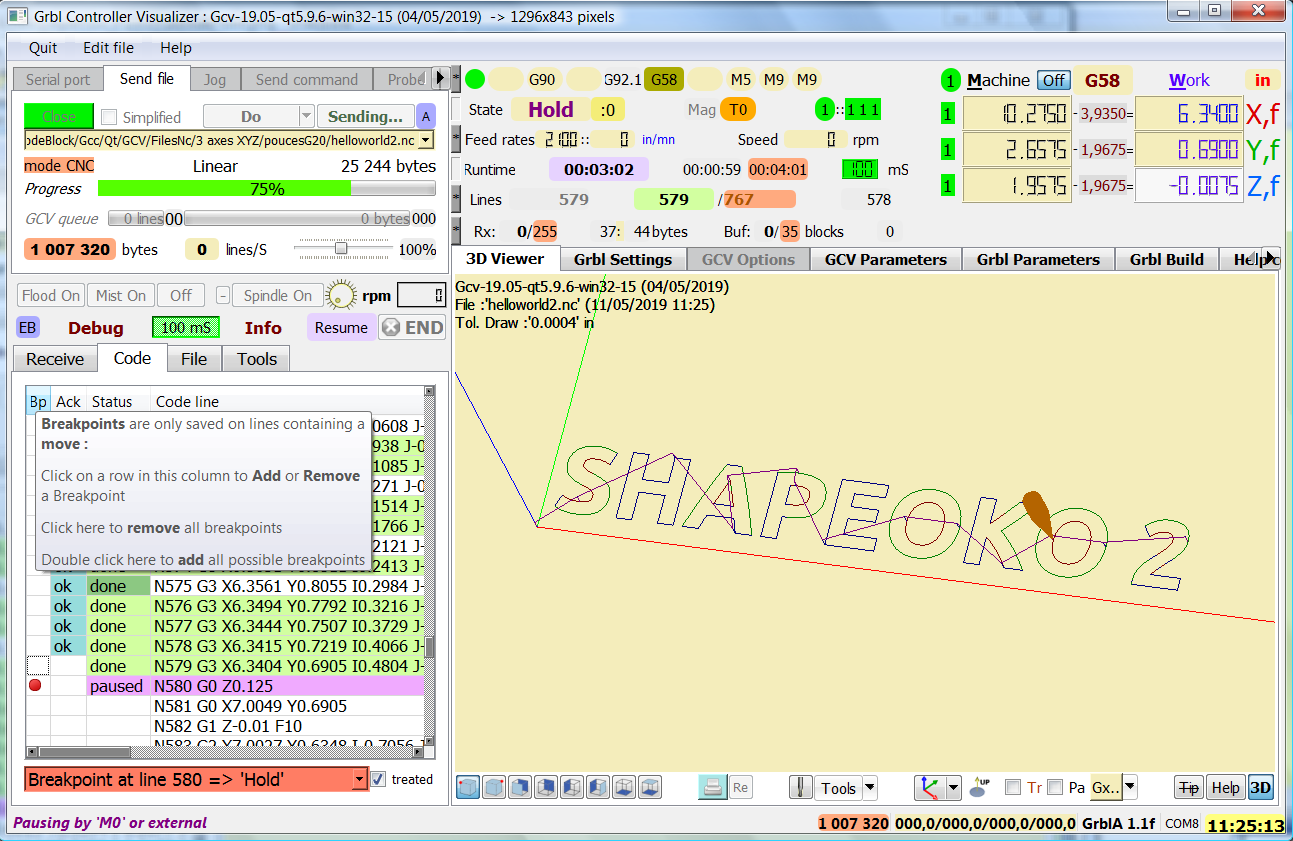 Grbl Controller Visualizer : Gcv-19.05-qt5.9.6-win32-15 (04/05/2019) -> 1296x843 pixels
Quit Edit file Help
Serial port Send file Jog Send command Probe
Close Simplified Do Sending... A
odeBlock/Gcc/Qt/GCV/FilesNc/3 axes XYZ/poucesG20/helloworld2.nc
mode CNC Linear 25 244 bytes
Progress 75%
GCV queue 0 lines 00 0 bytes 000
1 007 320 bytes 0 lines/S 100%
Flood On Mist On Off - Spindle On rpm 0
EB Debug 100 mS Info Resume END
Receive Code File Tools
Bp Ack Status Code line
Breakpoints are only saved on lines containing a
move :
Click on a row in this column to Add or Remove
a Breakpoint
Click here to remove all breakpoints
Double click here to add all possible breakpoints
0608 J-
938 J-0
1085 J-
271 J-0
1514 J-
1766 J-
2121 J-
2413 J-
ok done N575 G3 X6.3561 Y0.8055 I0.2984 J-
ok done N576 G3 X6.3494 Y0.7792 I0.3216 J-
ok done N577 G3 X6.3444 Y0.7507 I0.3729 J-
ok done N578 G3 X6.3415 Y0.7219 I0.4066 J-
done N579 G3 X6.3404 Y0.6905 I0.4804 J-
paused N580 G0 Z0.125
N581 G0 X7.0049 Y0.6905
N582 G1 Z-0.01 F10
N583 G2 X7.0027 Y0.6348 I-0.7056 J-
Breakpoint at line 580 => 'Hold' treated
Pausing by 'M0' or external
* G90 G92.1 G58 M5 M9 M9
State Hold :0 Mag T0 1 :: 1 1 1
* Feed rates 2100 :: 0 in/mn Speed 0 rpm
Runtime 00:03:02 00:00:59 00:04:01 100 mS
* Lines 579 579 /767 578
* Rx: 0/255 37: 44bytes Buf: 0/35 blocks 0
1 Machine Off G58 Work in
1 10.2750 - 3,9350= 6.3400 X,f
1 2.6575 - 1,9675= 0.6900 Y,f
1 1.9575 - 1,9675= -0.0075 Z,f
3D Viewer Grbl Settings GCV Options GCV Parameters Grbl Parameters Grbl Build Help
Gcv-19.05-qt5.9.6-win32-15 (04/05/2019)
File :'helloworld2.nc' (11/05/2019 11:25)
Tol. Draw :'0.0004' in
SHAPEOKO 2
Re Tools UP Tr Pa Gx.. Tip Help 3D
1 007 320 000,0/000,0/000,0/000,0 GrblA 1.1f COM8 11:25:13